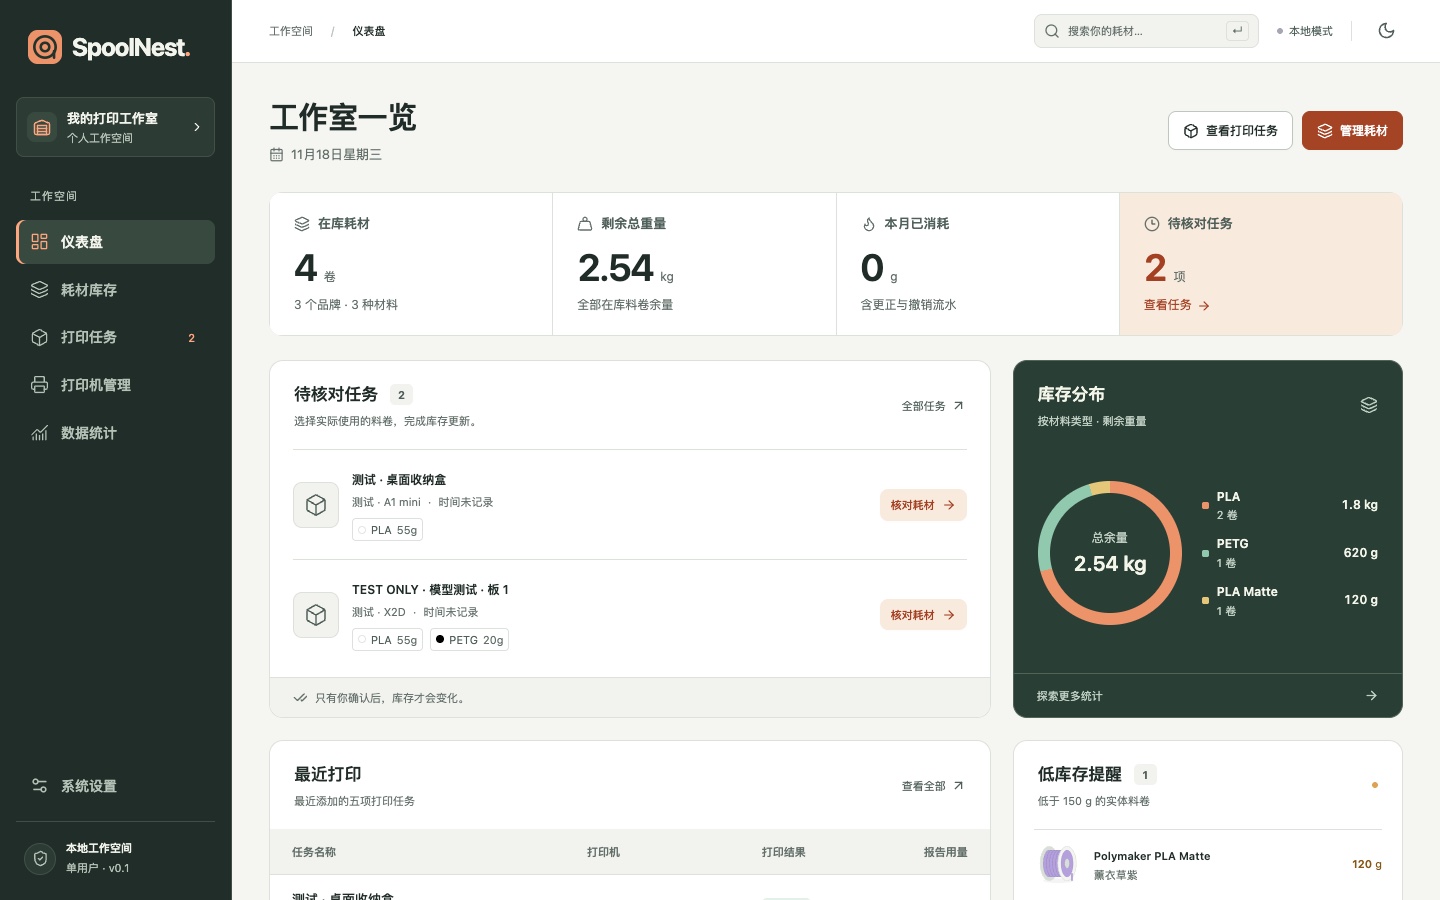 SpoolNest.
我的打印工作室
个人工作空间
工作空间
仪表盘
耗材库存
打印任务 2
打印机管理
数据统计
系统设置
本地工作空间
单用户 · v0.1
工作空间 / 仪表盘
搜索你的耗材...
本地模式
工作室一览
11月18日星期三
查看打印任务
管理耗材
在库耗材
4 卷
3 个品牌 · 3 种材料
剩余总重量
2.54 kg
全部在库料卷余量
本月已消耗
0 g
含更正与撤销流水
待核对任务
2 项
查看任务 →
待核对任务 2
选择实际使用的料卷，完成库存更新。
全部任务
测试 · 桌面收纳盒
测试 · A1 mini · 时间未记录
PLA 55g
核对耗材 →
TEST ONLY · 模型测试 · 板 1
测试 · X2D · 时间未记录
PLA 55g PETG 20g
核对耗材 →
只有你确认后，库存才会变化。
库存分布
按材料类型 · 剩余重量
总余量
2.54 kg
PLA 1.8 kg
2 卷
PETG 620 g
1 卷
PLA Matte 120 g
1 卷
探索更多统计 →
最近打印
最近添加的五项打印任务
查看全部
任务名称 打印机 打印结果 报告用量
测试 · 桌面收纳盒
低库存提醒 1
低于 150 g 的实体料卷
Polymaker PLA Matte
薰衣草紫
120 g